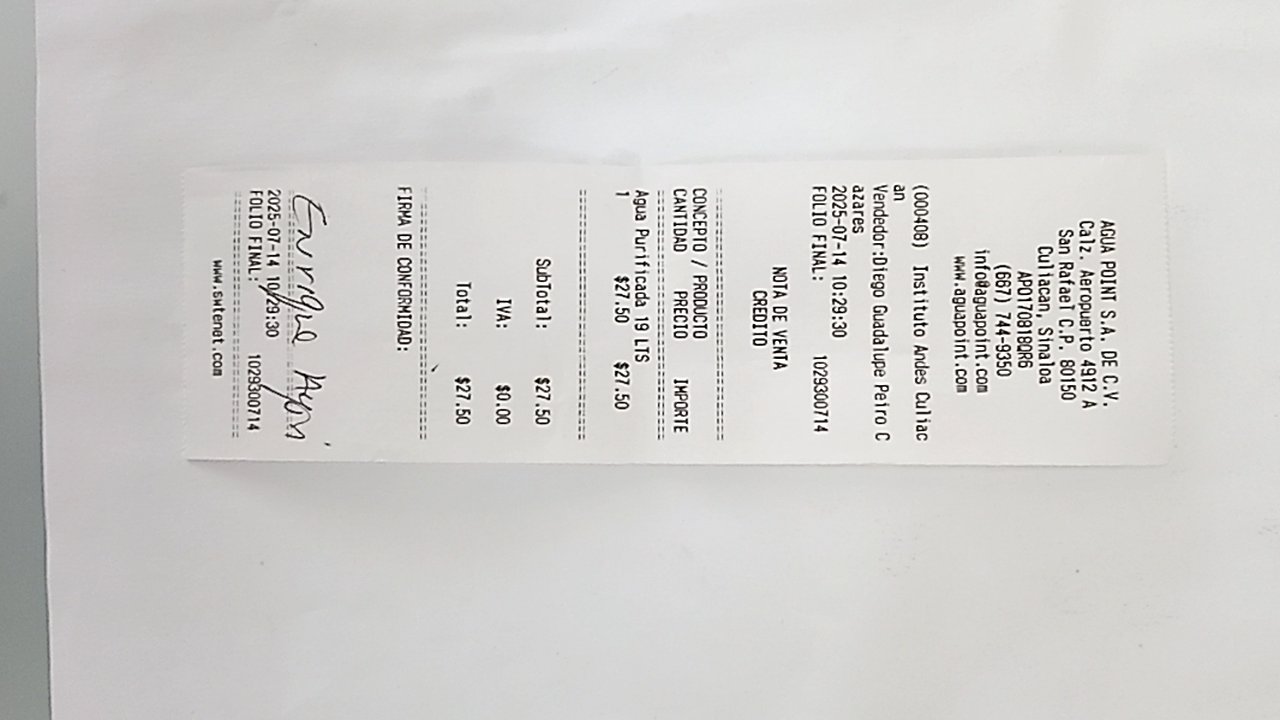 AGUA POINT S.A. DE C.V.
Calz. Aeropuerto 4912 A
San Rafael C.P. 80150
Culiacan, Sinaloa
APO170818QR6
(667) 744-9350
info@aguapoint.com
www.aguapoint.com
(000408) Instituto Andes Culiac
an
Vendedor:Diego Guadalupe Peiro C
azares
2025-07-14 10:29:30
FOLIO FINAL: 1029300714
NOTA DE VENTA
CREDITO
================================
CONCEPTO / PRODUCTO
CANTIDAD PRECIO IMPORTE
================================
Agua Purificada 19 LTS
1 $27.50 $27.50
================================
SubTotal: $27.50
IVA: $0.00
Total: $27.50
================================
FIRMA DE CONFORMIDAD:
Enrique Ayon
2025-07-14 10:29:30
FOLIO FINAL: 1029300714
================================
www.swtenet.com